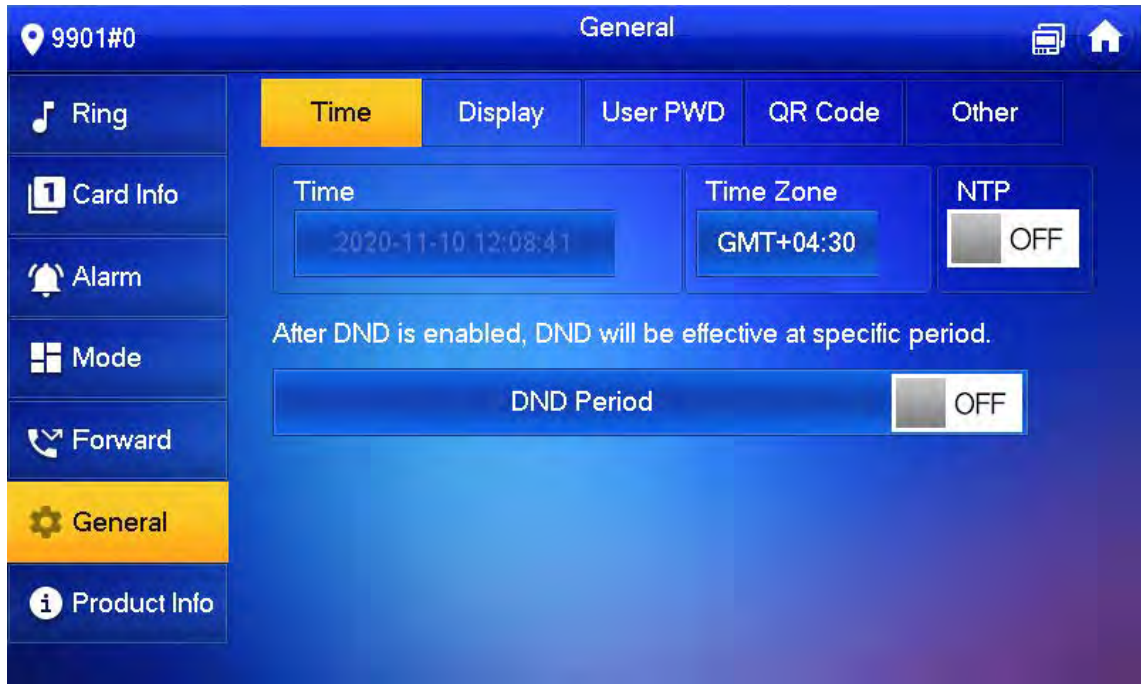 9901#0
General
Ring
Card Info
Alarm
Mode
Forward
General
Product Info
Time Display User PWD QR Code Other
Time Time Zone NTP
2020-11-10 12:08:41 GMT+04:30 OFF
After DND is enabled, DND will be effective at specific period.
DND Period OFF